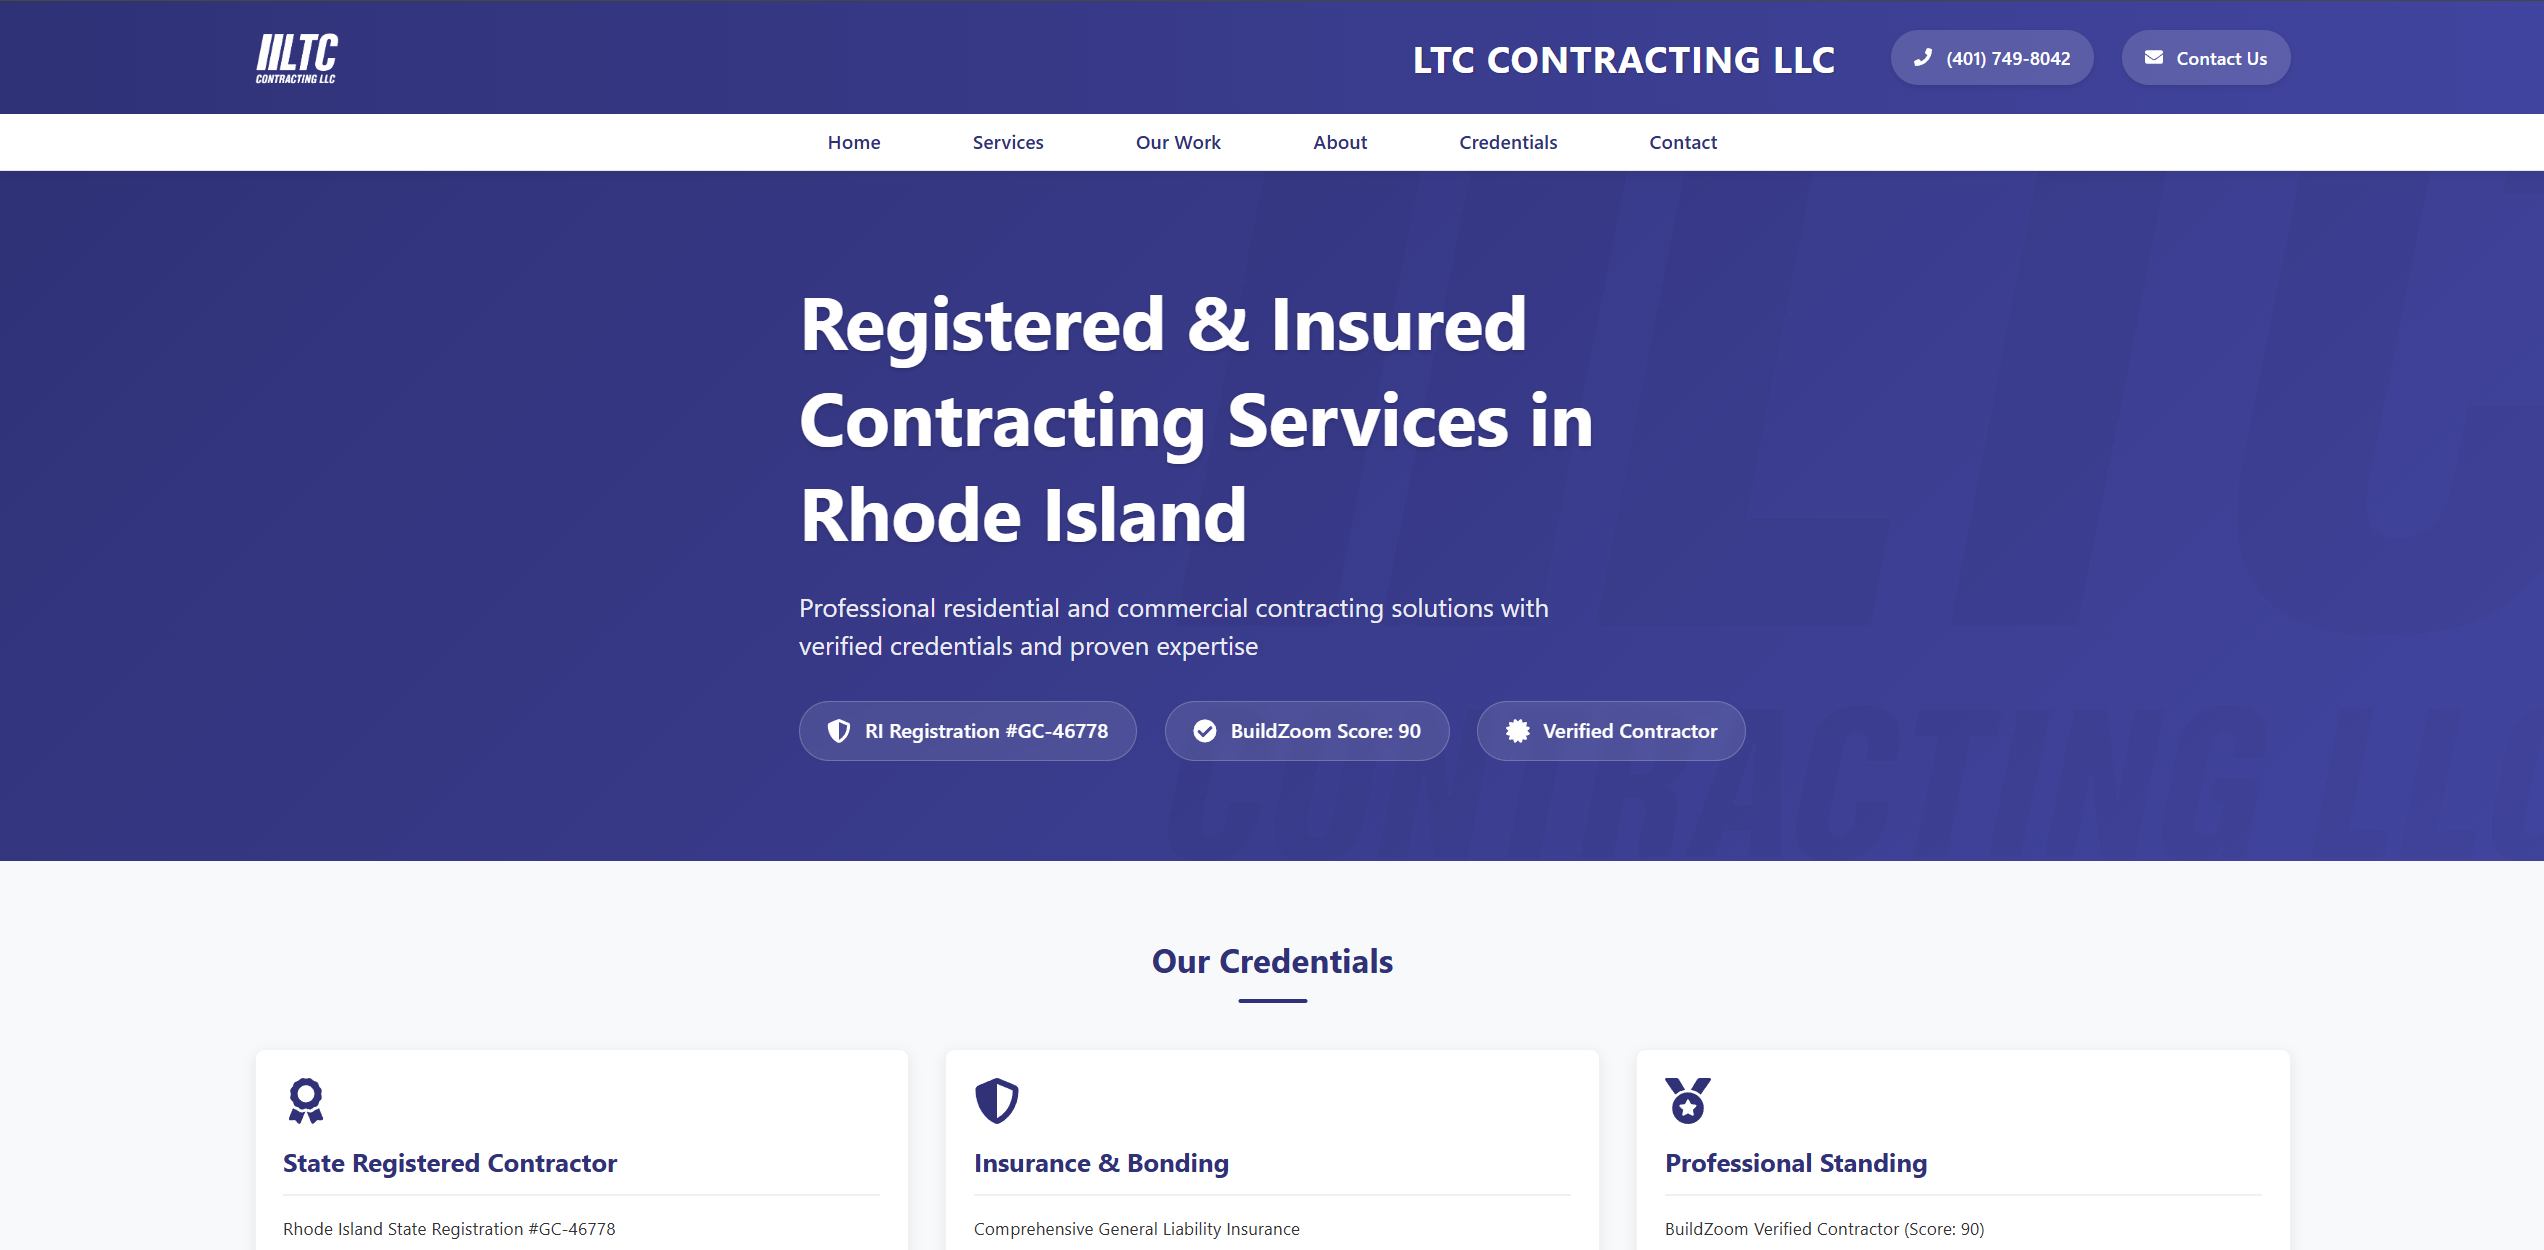 LTC
CONTRACTING LLC
LTC CONTRACTING LLC
(401) 749-8042
Contact Us
Home
Services
Our Work
About
Credentials
Contact
Registered & Insured
Contracting Services in
Rhode Island
Professional residential and commercial contracting solutions with
verified credentials and proven expertise
RI Registration #GC-46778
BuildZoom Score: 90
Verified Contractor
LTC
CONTRACTING LLC
Our Credentials
State Registered Contractor
Rhode Island State Registration #GC-46778
Insurance & Bonding
Comprehensive General Liability Insurance
Professional Standing
BuildZoom Verified Contractor (Score: 90)